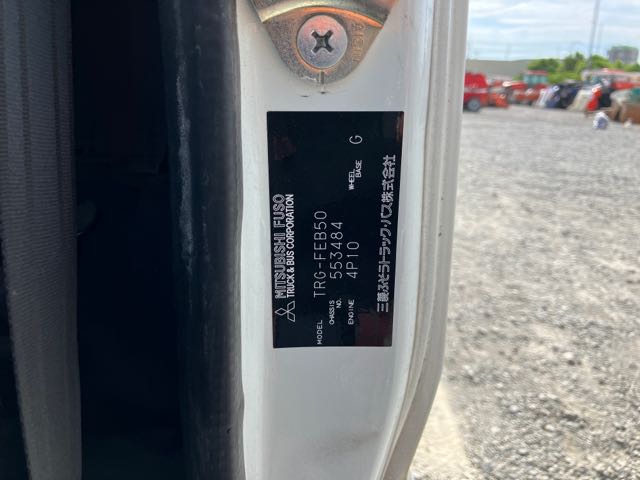 MITSUBISHI FUSO
TRUCK & BUS CORPORATION
MODEL TRG-FEB50
CHASSIS NO. 553484
ENGINE 4P10 WHEEL BASE G
三菱ふそうトラック・バス株式会社